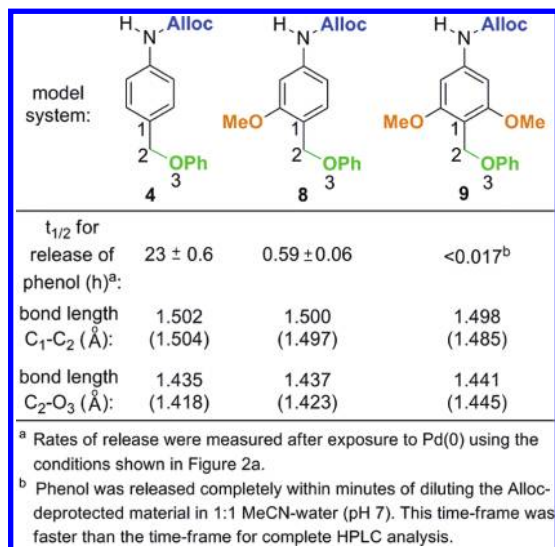 H Alloc H Alloc H Alloc
N N N
model
system:
1 MeO 1 MeO 1 OMe
2 OPh 2 OPh 2 OPh
3 3 3
4 8 9
t1/2 for
release of 23 ± 0.6 0.59 ±0.06 <0.017b
phenol (h)a:
bond length 1.502 1.500 1.498
C1-C2 (Å): (1.504) (1.497) (1.485)
bond length 1.435 1.437 1.441
C2-O3 (Å): (1.418) (1.423) (1.445)
a Rates of release were measured after exposure to Pd(0) using the
conditions shown in Figure 2a.
b Phenol was released completely within minutes of diluting the Alloc-
deprotected material in 1:1 MeCN-water (pH 7). This time-frame was
faster than the time-frame for complete HPLC analysis.